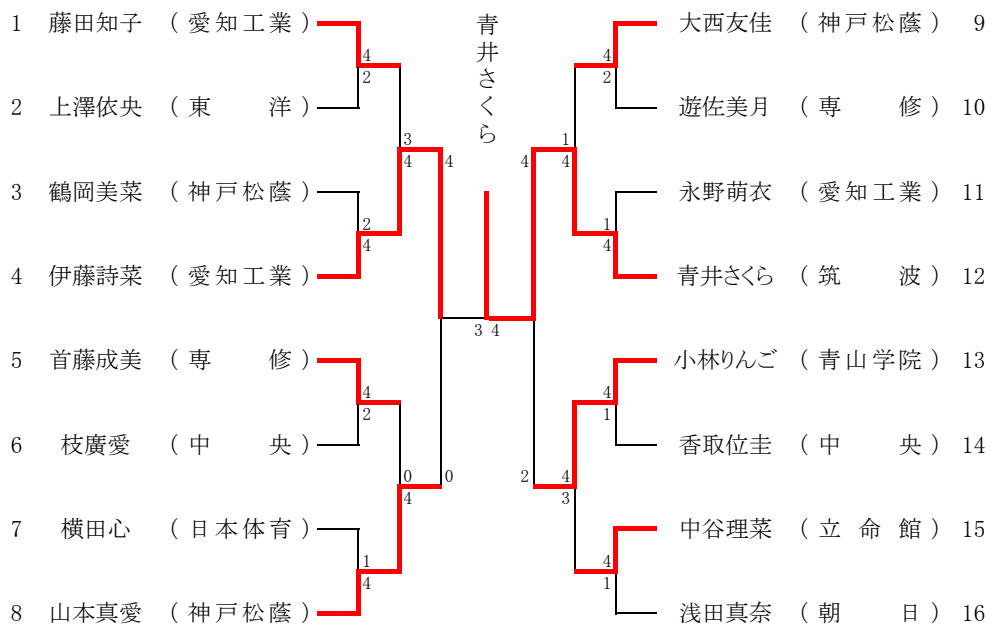 1 藤田知子 (愛知工業)
2 上澤依央 (東 洋)
3 鶴岡美菜 (神戸松蔭)
4 伊藤詩菜 (愛知工業)
5 首藤成美 (専 修)
6 枝廣愛 (中 央)
7 横田心 (日本体育)
8 山本真愛 (神戸松蔭)
4
2
2
4
4
2
1
4
3
4
0
4
4
0
青井さくら
3 4
4
2
1
4
4
3
4
2
1
4
4
1
4
1
大西友佳 (神戸松蔭) 9
遊佐美月 (専 修) 10
永野萌衣 (愛知工業) 11
青井さくら (筑 波) 12
小林りんご (青山学院) 13
香取位圭 (中 央) 14
中谷理菜 (立 命 館) 15
浅田真奈 (朝 日) 16